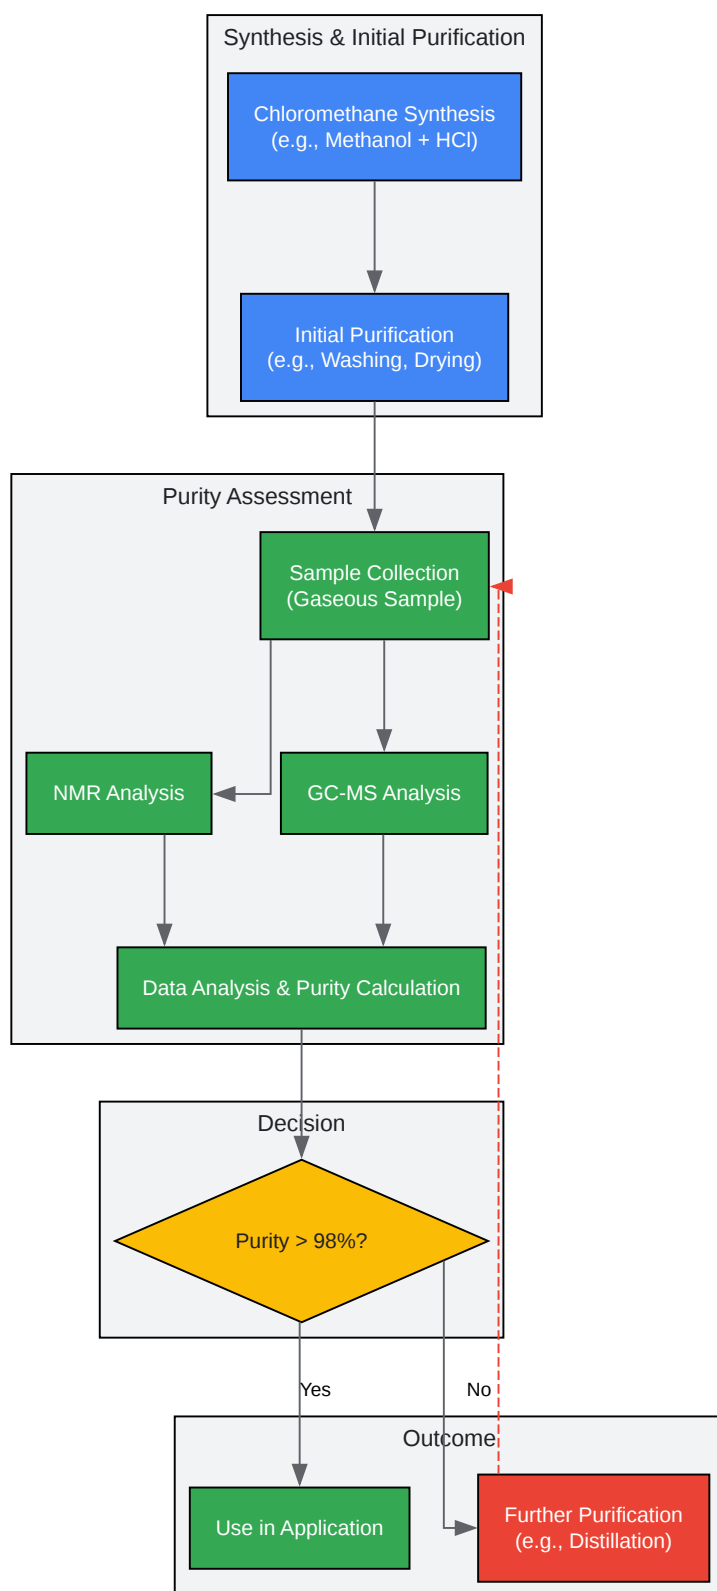 Synthesis & Initial Purification
Chloromethane Synthesis
(e.g., Methanol + HCl)
Initial Purification
(e.g., Washing, Drying)
Purity Assessment
Sample Collection
(Gaseous Sample)
NMR Analysis
GC-MS Analysis
Data Analysis & Purity Calculation
Decision
Purity > 98%?
Yes
No
Outcome
Use in Application
Further Purification
(e.g., Distillation)